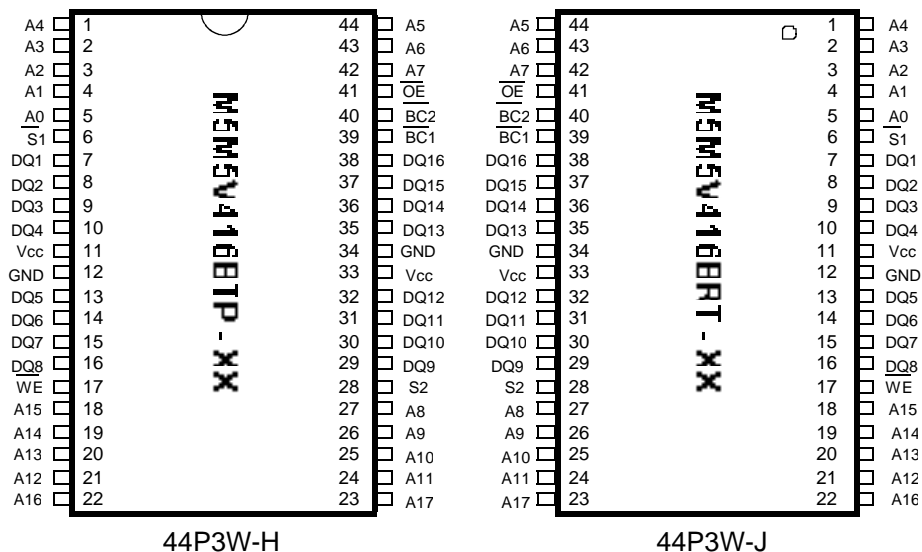 A4 1 44 A5 A5 44 1 A4
A3 2 43 A6 A6 43 2 A3
A2 3 42 A7 A7 42 3 A2
A1 4 41 OE OE 41 4 A1
A0 5 40 BC2 BC2 40 5 A0
S1 6 39 BC1 BC1 39 6 S1
DQ1 7 38 DQ16 DQ16 38 7 DQ1
DQ2 8 37 DQ15 DQ15 37 8 DQ2
DQ3 9 36 DQ14 DQ14 36 9 DQ3
DQ4 10 35 DQ13 DQ13 35 10 DQ4
Vcc 11 34 GND GND 34 11 Vcc
GND 12 33 Vcc Vcc 33 12 GND
DQ5 13 32 DQ12 DQ12 32 13 DQ5
DQ6 14 31 DQ11 DQ11 31 14 DQ6
DQ7 15 30 DQ10 DQ10 30 15 DQ7
DQ8 16 29 DQ9 DQ9 29 16 DQ8
WE 17 28 S2 S2 28 17 WE
A15 18 27 A8 A8 27 18 A15
A14 19 26 A9 A9 26 19 A14
A13 20 25 A10 A10 25 20 A13
A12 21 24 A11 A11 24 21 A12
A16 22 23 A17 A17 23 22 A16
M5M5V416BTP-XX
M5M5V416BRT-XX
44P3W-H
44P3W-J